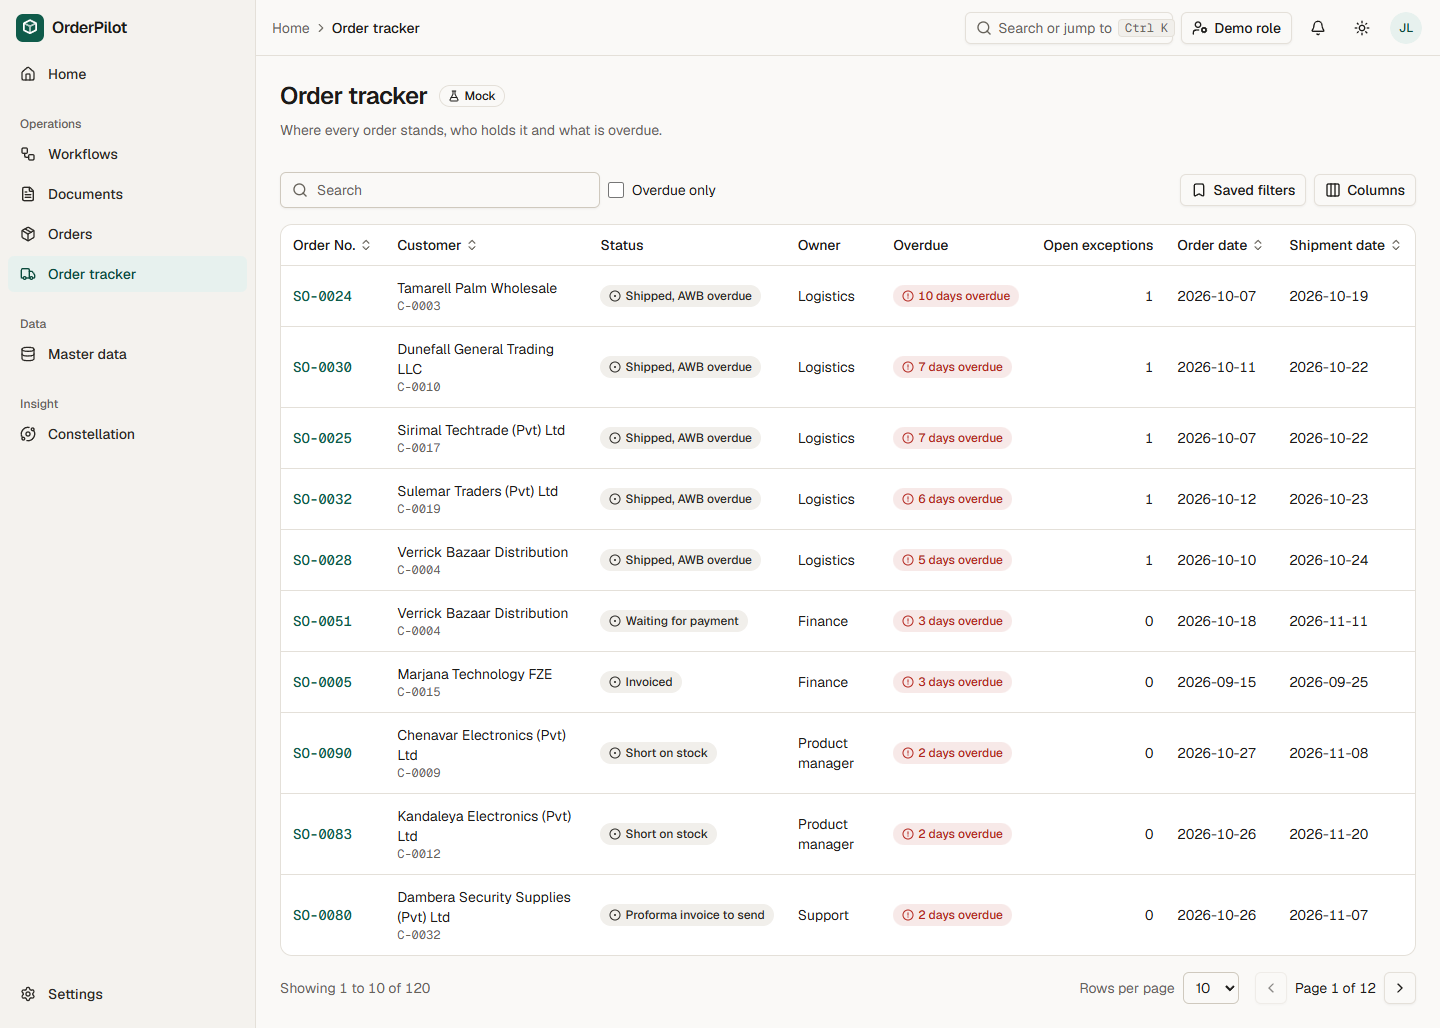 OrderPilot
Home
Operations
Workflows
Documents
Orders
Order tracker
Data
Master data
Insight
Constellation
Settings
Home > Order tracker
Search or jump to Ctrl K
Demo role
JL
Order tracker
Mock
Where every order stands, who holds it and what is overdue.
Search
Overdue only
Saved filters
Columns
Order No. Customer Status Owner Overdue Open exceptions Order date Shipment date
SO-0024 Tamarell Palm Wholesale Shipped, AWB overdue Logistics 10 days overdue 1 2026-10-07 2026-10-19
C-0003
Dunefall General Trading
SO-0030 LLC Shipped, AWB overdue Logistics 7 days overdue 1 2026-10-11 2026-10-22
C-0010
SO-0025 Sirimal Techtrade (Pvt) Ltd Shipped, AWB overdue Logistics 7 days overdue 1 2026-10-07 2026-10-22
C-0017
SO-0032 Sulemar Traders (Pvt) Ltd Shipped, AWB overdue Logistics 6 days overdue 1 2026-10-12 2026-10-23
C-0019
SO-0028 Verrick Bazaar Distribution Shipped, AWB overdue Logistics 5 days overdue 1 2026-10-10 2026-10-24
C-0004
SO-0051 Verrick Bazaar Distribution Waiting for payment Finance 3 days overdue 0 2026-10-18 2026-11-11
C-0004
SO-0005 Marjana Technology FZE Invoiced Finance 3 days overdue 0 2026-09-15 2026-09-25
C-0015
Chenavar Electronics (Pvt) Product
SO-0090 Ltd Short on stock manager 2 days overdue 0 2026-10-27 2026-11-08
C-0009
Kandaleya Electronics (Pvt) Product
SO-0083 Ltd Short on stock manager 2 days overdue 0 2026-10-26 2026-11-20
C-0012
Dambera Security Supplies
SO-0080 (Pvt) Ltd Proforma invoice to send Support 2 days overdue 0 2026-10-26 2026-11-07
C-0032
Showing 1 to 10 of 120
Rows per page 10
Page 1 of 12